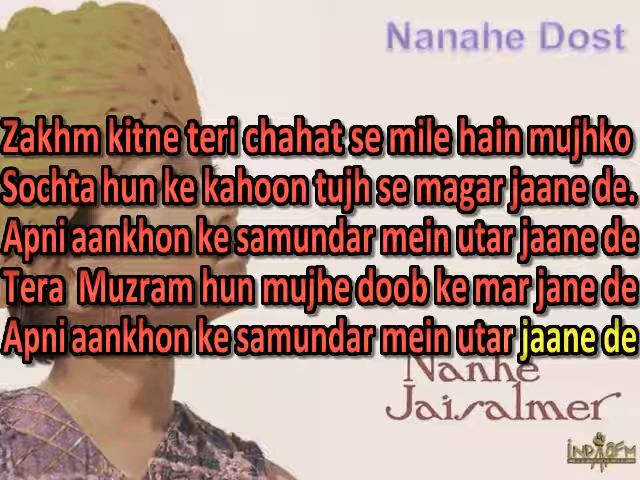 Nanahe Dost
Zakhm kitne teri chahat se mile hain mujhko
Sochta hun ke kahoon tujh se magar jaane de.
Apni aankhon ke samundar mein utar jaane de
Tera Muzram hun mujhe doob ke mar jane de
Apni aankhon ke samundar mein utar jaane de
Nanhe
Jaisalmer
INDIAFM